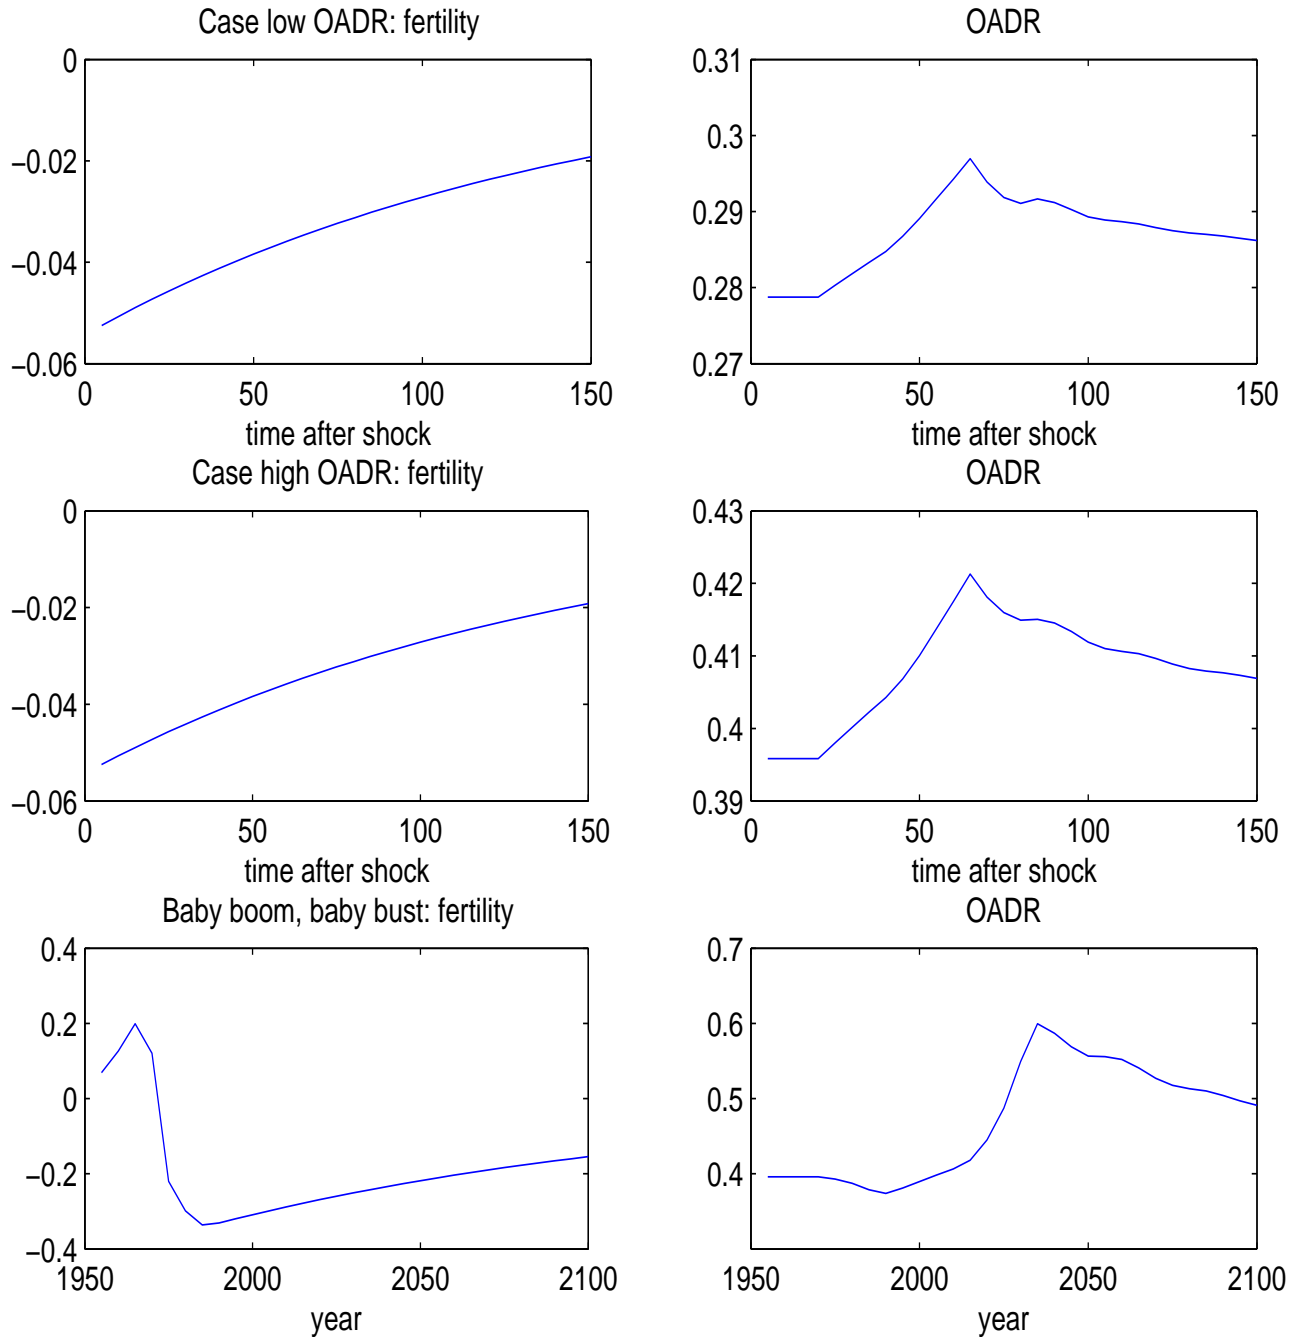 Case low OADR: fertility
OADR
0
−0.02
−0.04
−0.06
0 50 100 150
time after shock
0.31
0.3
0.29
0.28
0.27
0 50 100 150
time after shock
Case high OADR: fertility
OADR
0
−0.02
−0.04
−0.06
0 50 100 150
time after shock
0.43
0.42
0.41
0.4
0.39
0 50 100 150
time after shock
Baby boom, baby bust: fertility
OADR
0.4
0.2
0
−0.2
−0.4
1950 2000 2050 2100
year
0.7
0.6
0.5
0.4
1950 2000 2050 2100
year